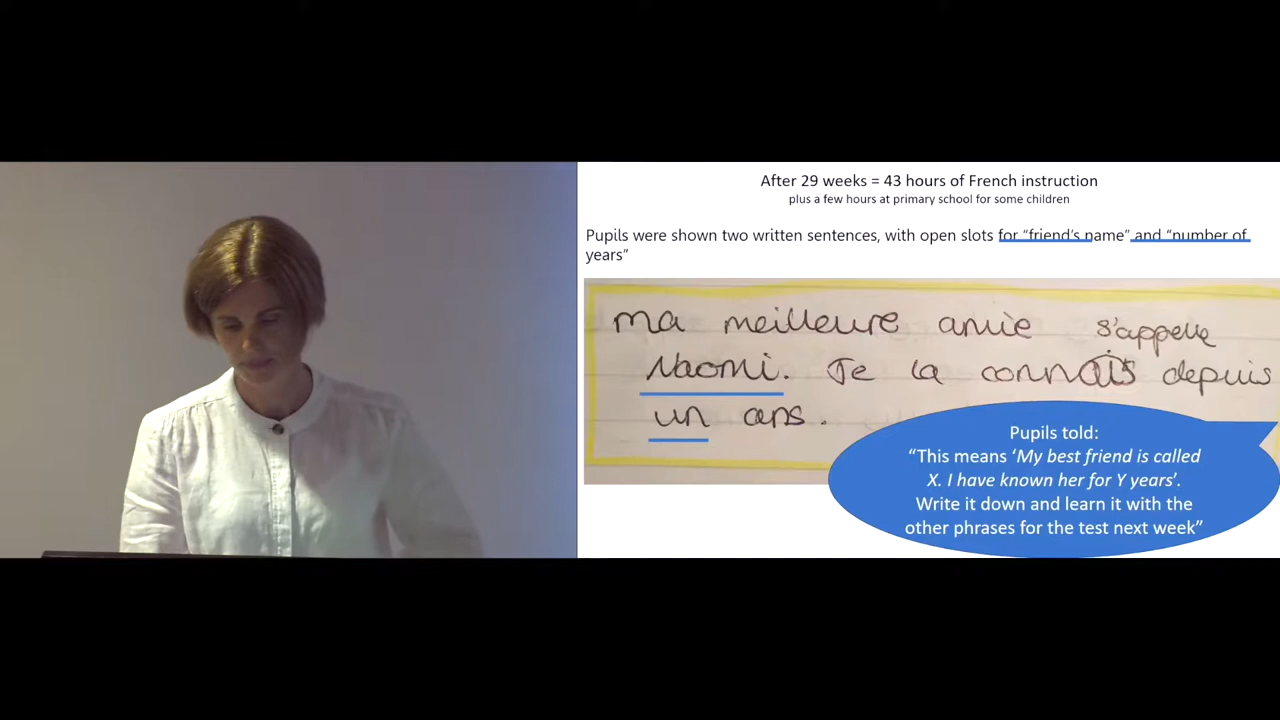 After 29 weeks = 43 hours of French instruction
plus a few hours at primary school for some children
Pupils were shown two written sentences, with open slots for “friend’s name” and “number of
years”
ma meilleure amie s'appelle
Naomi. Je la connais depuis
un ans.
Pupils told:
“This means ‘My best friend is called
X. I have known her for Y years’.
Write it down and learn it with the
other phrases for the test next week”